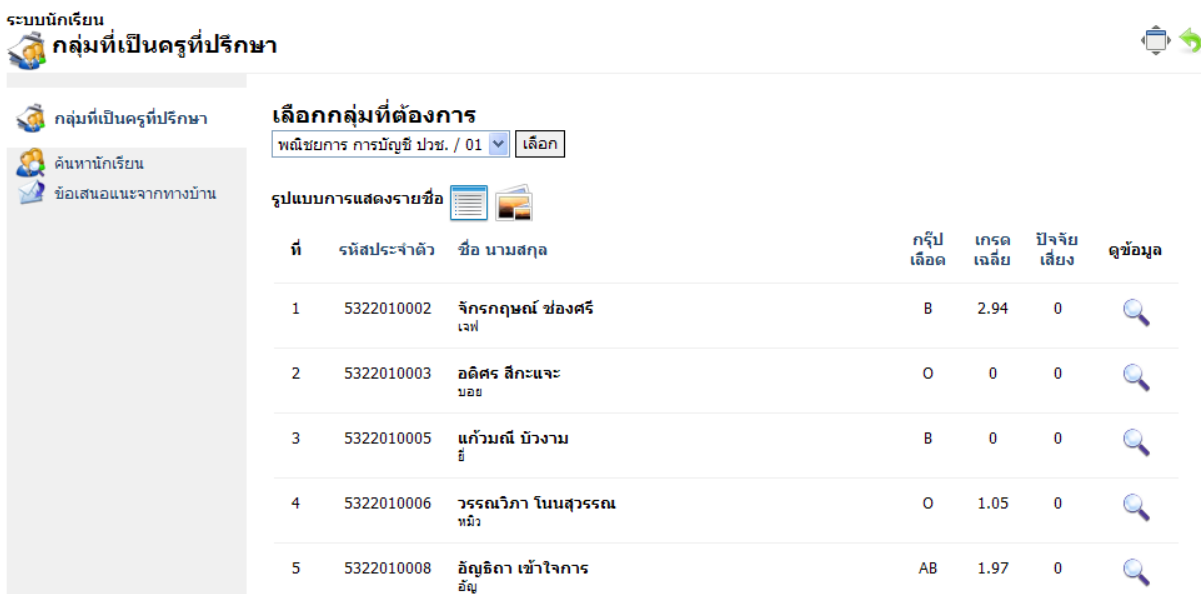 ระบบนักเรียน
กลุ่มที่เป็นครูที่ปรึกษา
กลุ่มที่เป็นครูที่ปรึกษา
ค้นหานักเรียน
ข้อเสนอแนะจากทางบ้าน
เลือกกลุ่มที่ต้องการ
พณิชยการ การบัญชี ปวช. / 01 เลือก
รูปแบบการแสดงรายชื่อ
ที่ รหัสประจำตัว ชื่อ นามสกุล กรุ๊ปเลือด เกรดเฉลี่ย ปัจจัยเสี่ยง ดูข้อมูล
1 5322010002 จักรกฤษณ์ ช่องศรี B 2.94 0
เจฟ
2 5322010003 อดิศร สีกะแจะ O 0 0
บอย
3 5322010005 แก้วมณี บัวงาม B 0 0
ยี่
4 5322010006 วรรณวิภา โนนสุวรรณ O 1.05 0
หมิว
5 5322010008 อัญธิดา เข้าใจการ AB 1.97 0
อัญ